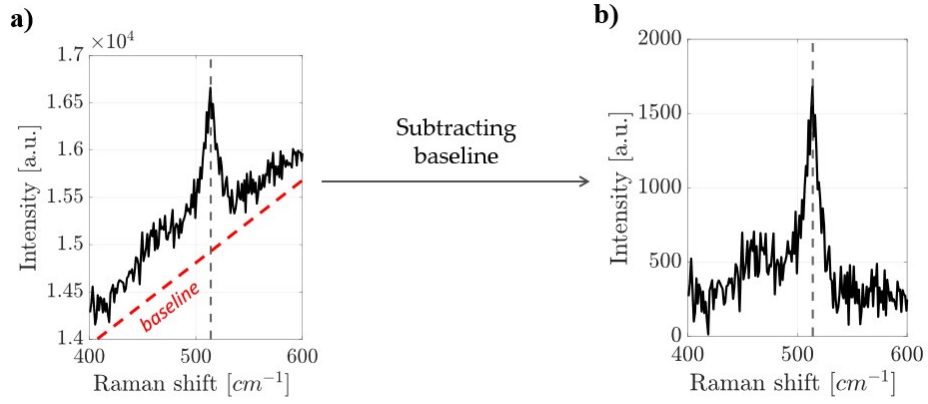 a)
×10⁴
1.7
1.65
1.6
1.55
1.5
1.45
1.4
Intensity [a.u.]
baseline
400
500
600
Raman shift [cm⁻¹]
Subtracting
baseline
b)
2000
1500
1000
500
0
Intensity [a.u.]
400
500
600
Raman shift [cm⁻¹]